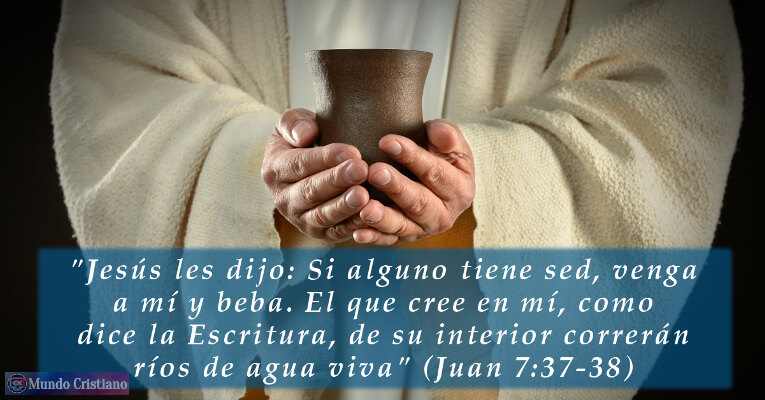 "Jesús les dijo: Si alguno tiene sed, venga
a mí y beba. El que cree en mí, como
dice la Escritura, de su interior correrán
ríos de agua viva" (Juan 7:37-38)
Mundo Cristiano